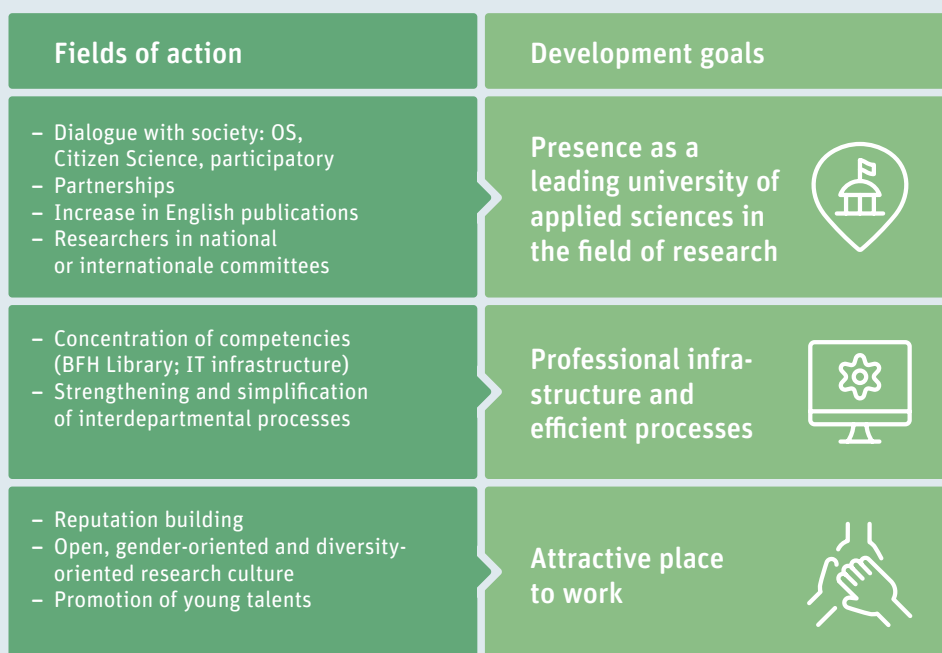 Fields of action
Development goals
– Dialogue with society: OS,
Citizen Science, participatory
– Partnerships
– Increase in English publications
– Researchers in national
or internationale committees
Presence as a
leading university of
applied sciences in
the field of research
– Concentration of competencies
(BFH Library; IT infrastructure)
– Strengthening and simplification
of interdepartmental processes
Professional infra-
structure and
efficient processes
– Reputation building
– Open, gender-oriented and diversity-
oriented research culture
– Promotion of young talents
Attractive place
to work